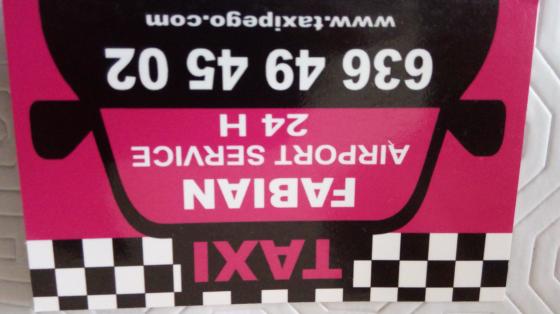 TAXI
FABIAN
AIRPORT SERVICE
24 H
636 49 45 02
www.taxipego.com